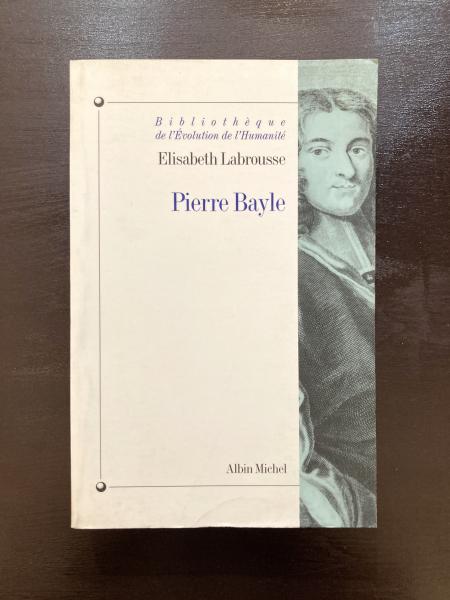 Bibliothèque
de l'Évolution de l'Humanité
Elisabeth Labrousse
Pierre Bayle
Albin Michel